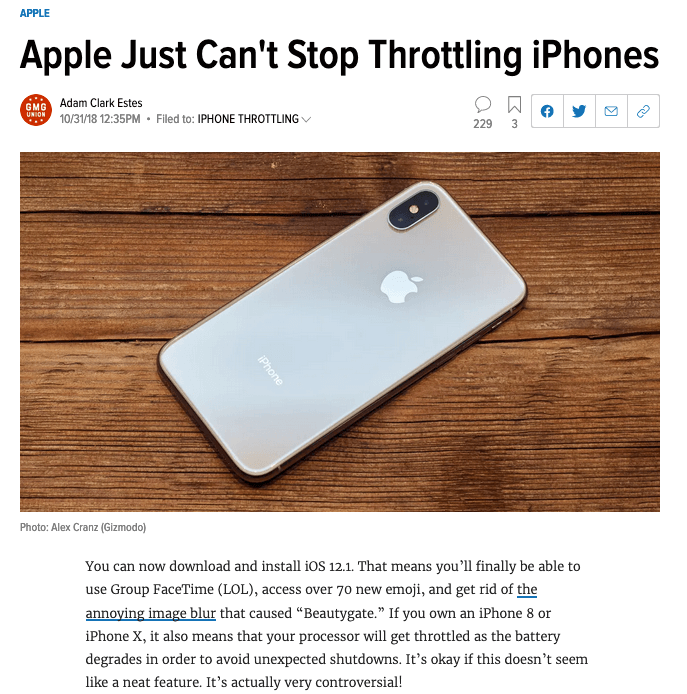 APPLE
Apple Just Can't Stop Throttling iPhones
GMG
UNION
Adam Clark Estes
10/31/18 12:35PM • Filed to: IPHONE THROTTLING
229
3
iPhone
Photo: Alex Cranz (Gizmodo)
You can now download and install iOS 12.1. That means you’ll finally be able to
use Group FaceTime (LOL), access over 70 new emoji, and get rid of the
annoying image blur that caused “Beautygate.” If you own an iPhone 8 or
iPhone X, it also means that your processor will get throttled as the battery
degrades in order to avoid unexpected shutdowns. It’s okay if this doesn’t seem
like a neat feature. It’s actually very controversial!